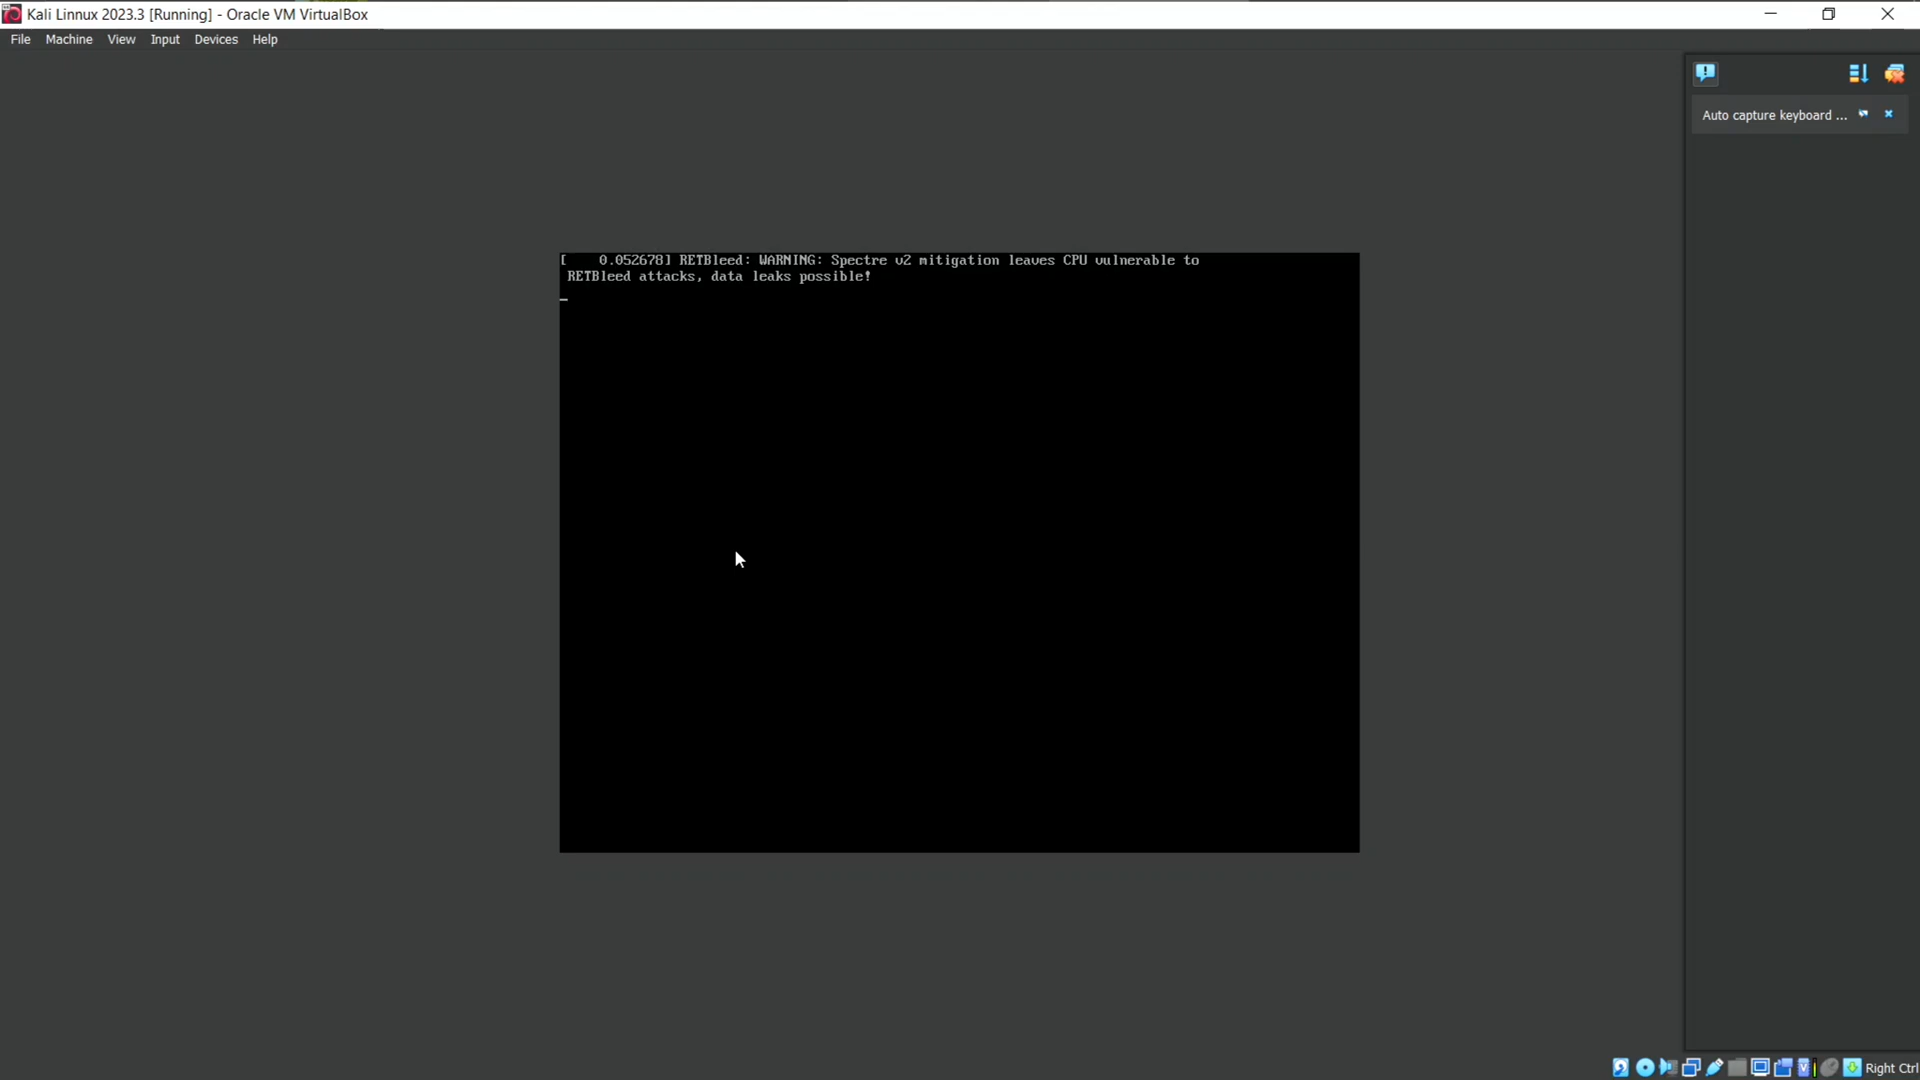 Kali Linnux 2023.3 [Running] - Oracle VM VirtualBox
File Machine View Input Devices Help
Auto capture keyboard ...
[    0.052678] RETBleed: WARNING: Spectre v2 mitigation leaves CPU vulnerable to
RETBleed attacks, data leaks possible!
_
Right Ctrl